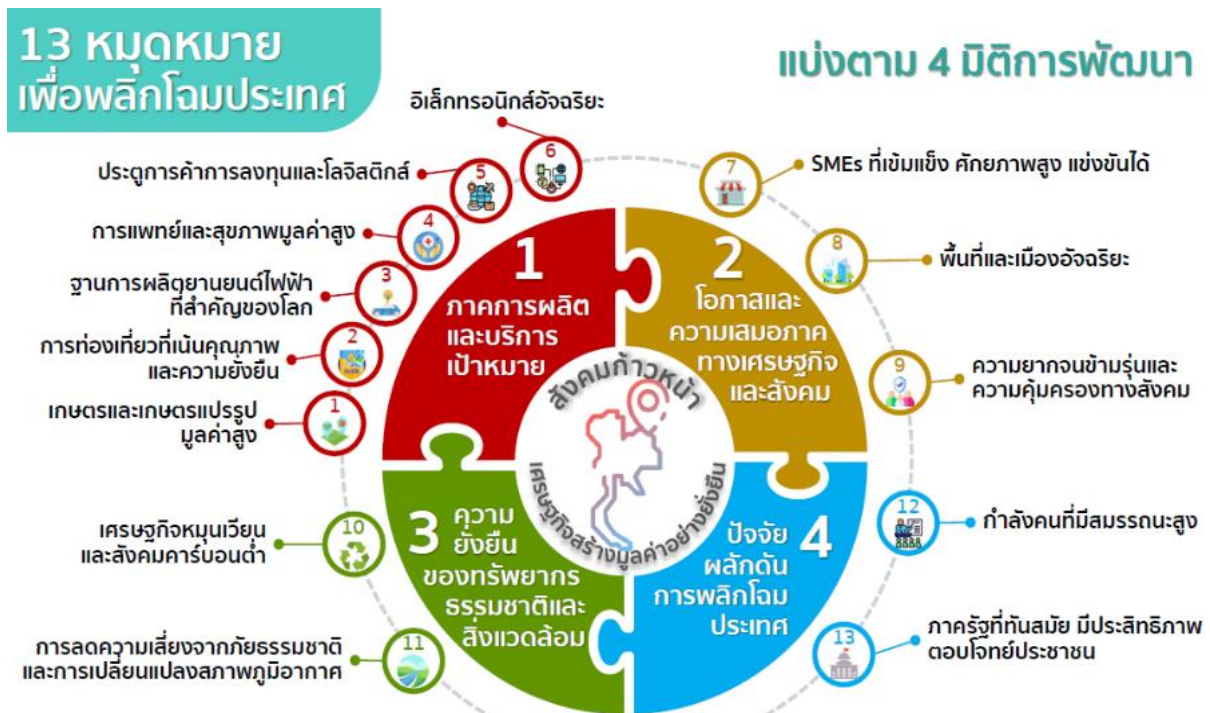 13 หมุดหมาย
เพื่อพลิกโฉมประเทศ
แบ่งตาม 4 มิติการพัฒนา
อิเล็กทรอนิกส์อัจฉริยะ
6
ประตูการค้าการลงทุนและโลจิสติกส์
5
การแพทย์และสุขภาพมูลค่าสูง
4
ฐานการผลิตยานยนต์ไฟฟ้า
ที่สำคัญของโลก
3
การท่องเที่ยวที่เน้นคุณภาพ
และความยั่งยืน
2
เกษตรและเกษตรแปรรูป
มูลค่าสูง
1
1
ภาคการผลิต
และบริการ
เป้าหมาย
7
SMEs ที่เข้มแข็ง ศักยภาพสูง แข่งขันได้
8
พื้นที่และเมืองอัจฉริยะ
9
ความยากจนข้ามรุ่นและ
ความคุ้มครองทางสังคม
2
โอกาสและ
ความเสมอภาค
ทางเศรษฐกิจ
และสังคม
สังคมก้าวหน้า
เศรษฐกิจสร้างมูลค่าอย่างยั่งยืน
10
เศรษฐกิจหมุนเวียน
และสังคมคาร์บอนต่ำ
11
การลดความเสี่ยงจากภัยธรรมชาติ
และการเปลี่ยนแปลงสภาพภูมิอากาศ
3 ความ
ยั่งยืน
ของทรัพยากร
ธรรมชาติและ
สิ่งแวดล้อม
ปัจจัย 4
ผลักดัน
การพลิกโฉม
ประเทศ
12
กำลังคนที่มีสมรรถนะสูง
13
ภาครัฐที่ทันสมัย มีประสิทธิภาพ
ตอบโจทย์ประชาชน